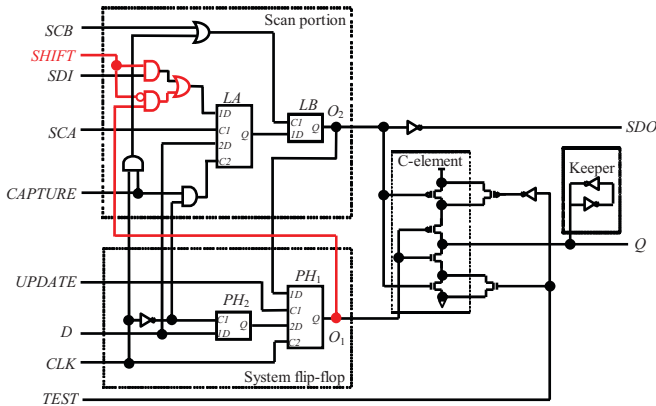 Scan portion
SCB
SHIFT
SDI
SCA
CAPTURE
LA
1D
C1
2D
C2
Q
LB
C1
1D
Q
O2
SDO
C-element
Keeper
Q
UPDATE
D
CLK
TEST
PH2
C1
1D
Q
PH1
1D
C1
2D
C2
Q
O1
System flip-flop